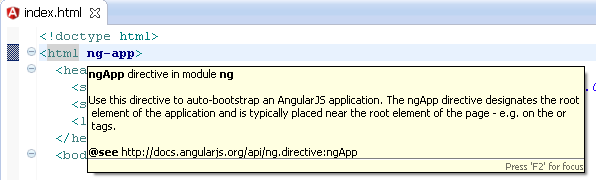 index.html
<!doctype html>
<html ng-app>
<hea
ngApp directive in module ng
<s
Use this directive to auto-bootstrap an AngularJS application. The ngApp directive designates the root
<s
element of the application and is typically placed near the root element of the page - e.g. on the or
<l
tags.
</hea
@see http://docs.angularjs.org/api/ng.directive:ngApp
<body
Press 'F2' for focus